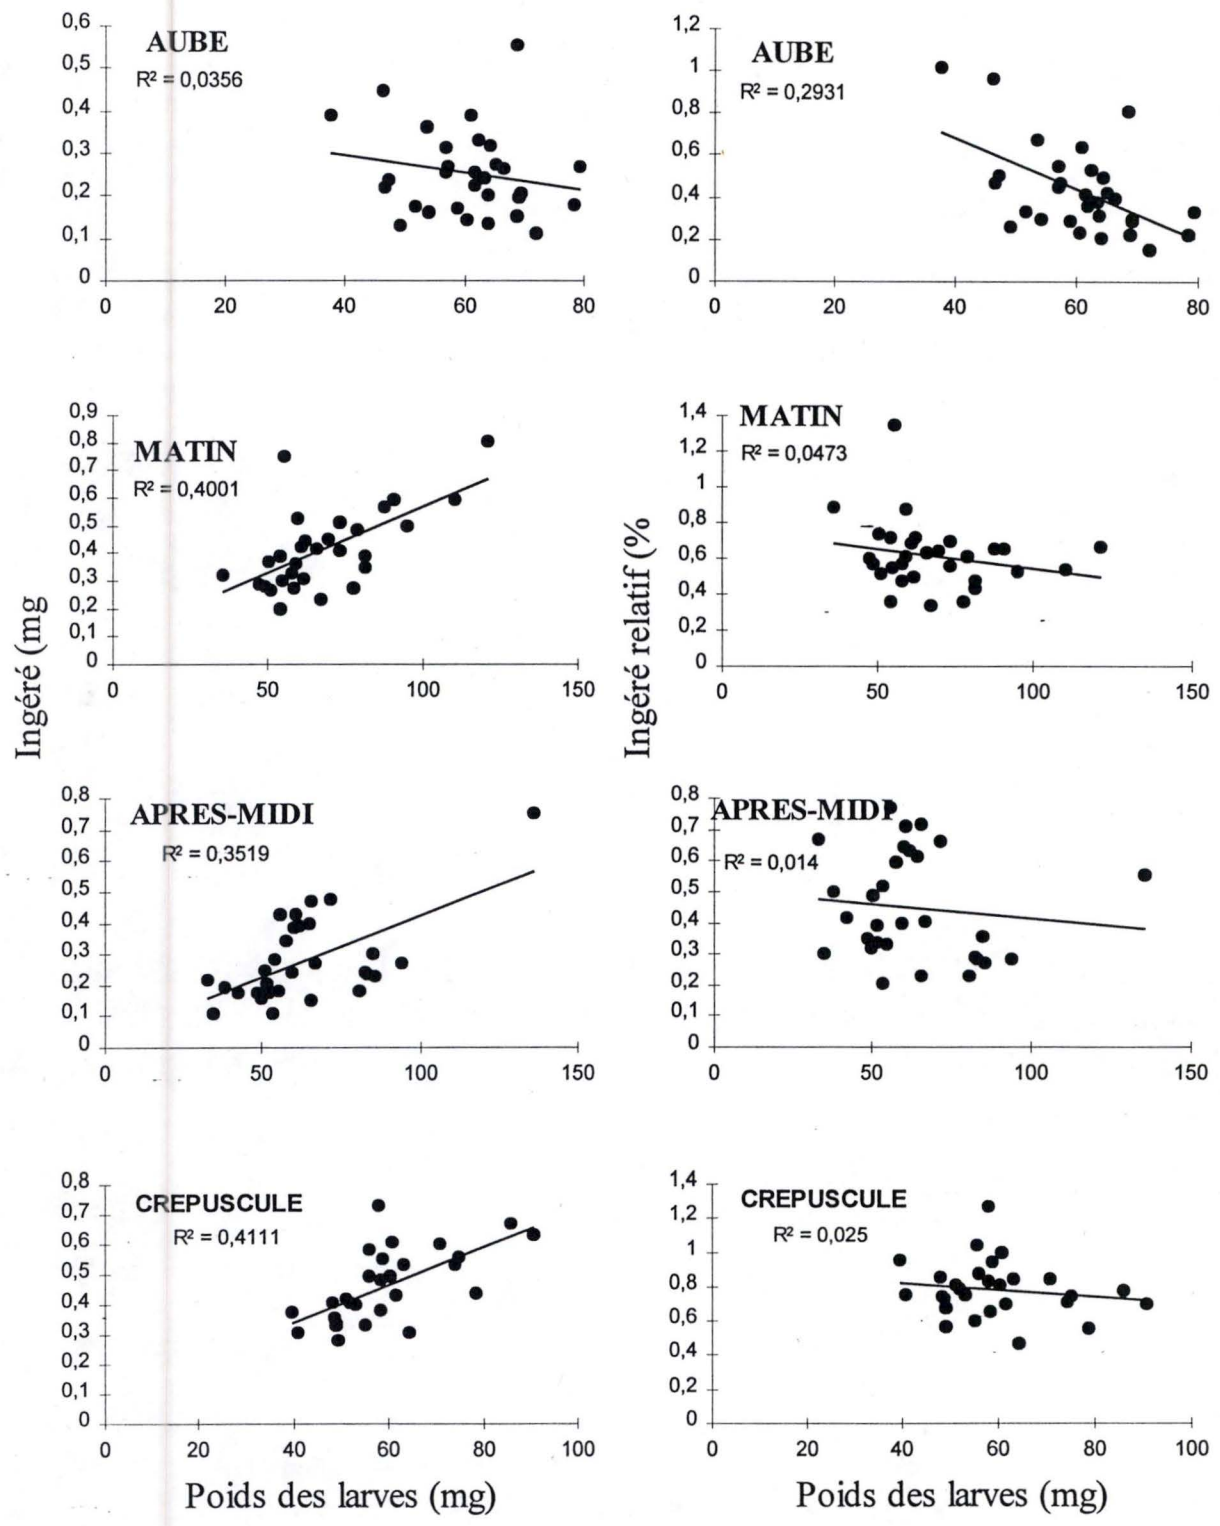 AUBE
R² = 0,0356
0,6
0,5
0,4
0,3
0,2
0,1
0
0 20 40 60 80
AUBE
R² = 0,2931
1,2
1
0,8
0,6
0,4
0,2
0
0 20 40 60 80
MATIN
R² = 0,4001
0,9
0,8
0,7
0,6
0,5
0,4
0,3
0,2
0,1
0
0 50 100 150
MATIN
R² = 0,0473
1,4
1,2
1
0,8
0,6
0,4
0,2
0
0 50 100 150
Ingéré (mg
Ingéré relatif (%
APRES-MIDI
R² = 0,3519
0,8
0,7
0,6
0,5
0,4
0,3
0,2
0,1
0
0 50 100 150
APRES-MIDI
R² = 0,014
0,8
0,7
0,6
0,5
0,4
0,3
0,2
0,1
0
0 50 100 150
CREPUSCULE
R² = 0,4111
0,8
0,7
0,6
0,5
0,4
0,3
0,2
0,1
0
0 20 40 60 80 100
Poids des larves (mg)
CREPUSCULE
R² = 0,025
1,4
1,2
1
0,8
0,6
0,4
0,2
0
0 20 40 60 80 100
Poids des larves (mg)